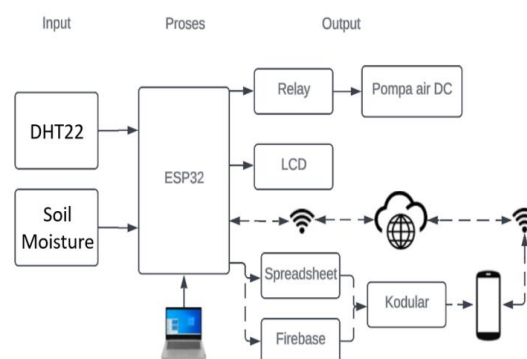 Input Proses Output
Relay
Pompa air DC
DHT22
ESP32
LCD
Soil
Moisture
Spreadsheet
Kodular
Firebase